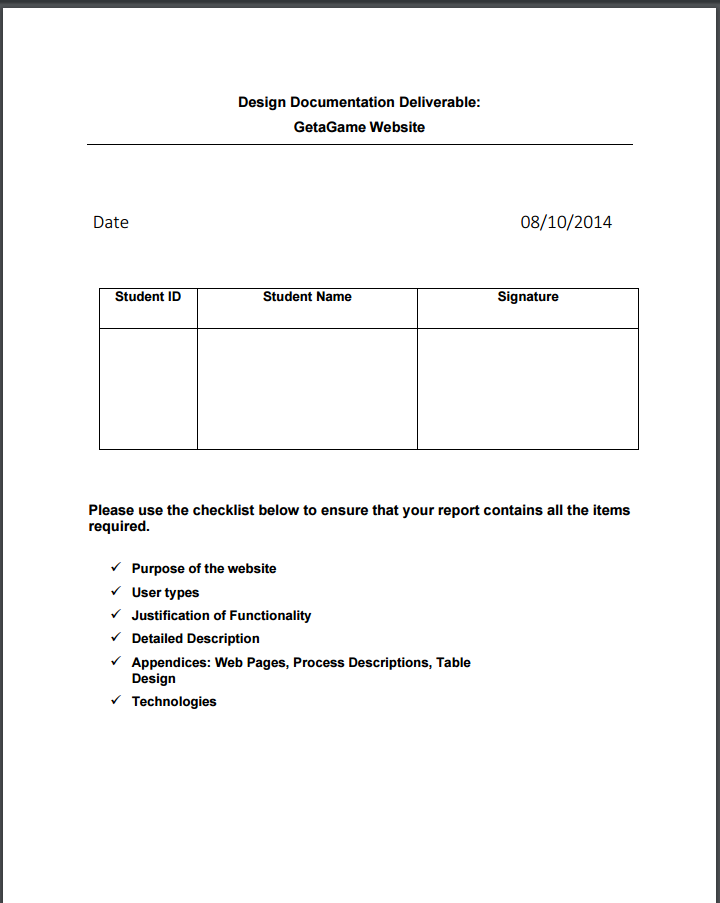 Design Documentation Deliverable:
GetaGame Website
Date 08/10/2014
Student ID Student Name Signature
Please use the checklist below to ensure that your report contains all the items
required.
✓ Purpose of the website
✓ User types
✓ Justification of Functionality
✓ Detailed Description
✓ Appendices: Web Pages, Process Descriptions, Table
Design
✓ Technologies